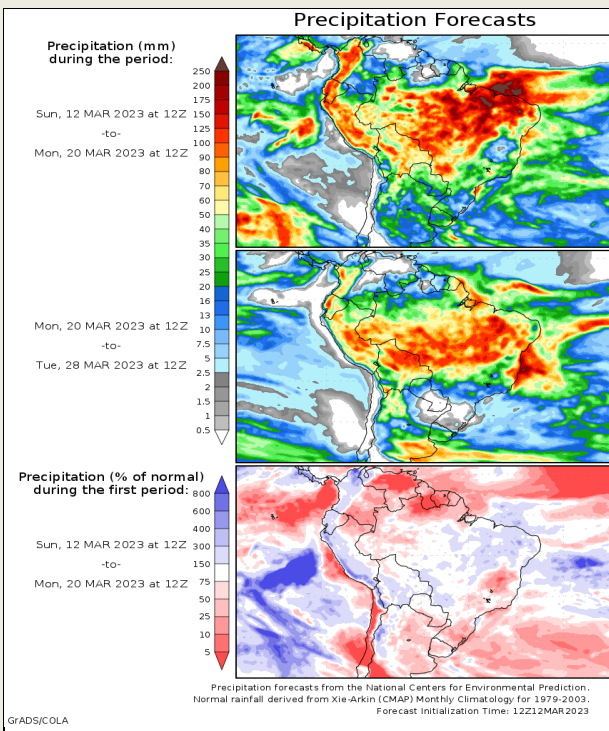 Precipitation Forecasts
Precipitation (mm)
during the period:
Sun, 12 MAR 2023 at 12Z
-to-
Mon, 20 MAR 2023 at 12Z
250
200
175
150
125
100
90
80
70
60
50
40
35
30
25
20
16
13
10
7.5
5
2.5
2
1.5
1
0.5
Mon, 20 MAR 2023 at 12Z
-to-
Tue, 28 MAR 2023 at 12Z
Precipitation (% of normal)
during the first period:
Sun, 12 MAR 2023 at 12Z
-to-
Mon, 20 MAR 2023 at 12Z
800
600
400
300
150
75
50
25
10
5
Precipitation forecasts from the National Centers for Environmental Prediction.
Normal rainfall derived from Xie-Arkin (CMAP) Monthly Climatology for 1979-2003.
Forecast Initialization Time: 12Z12MAR2023
GrADS/COLA